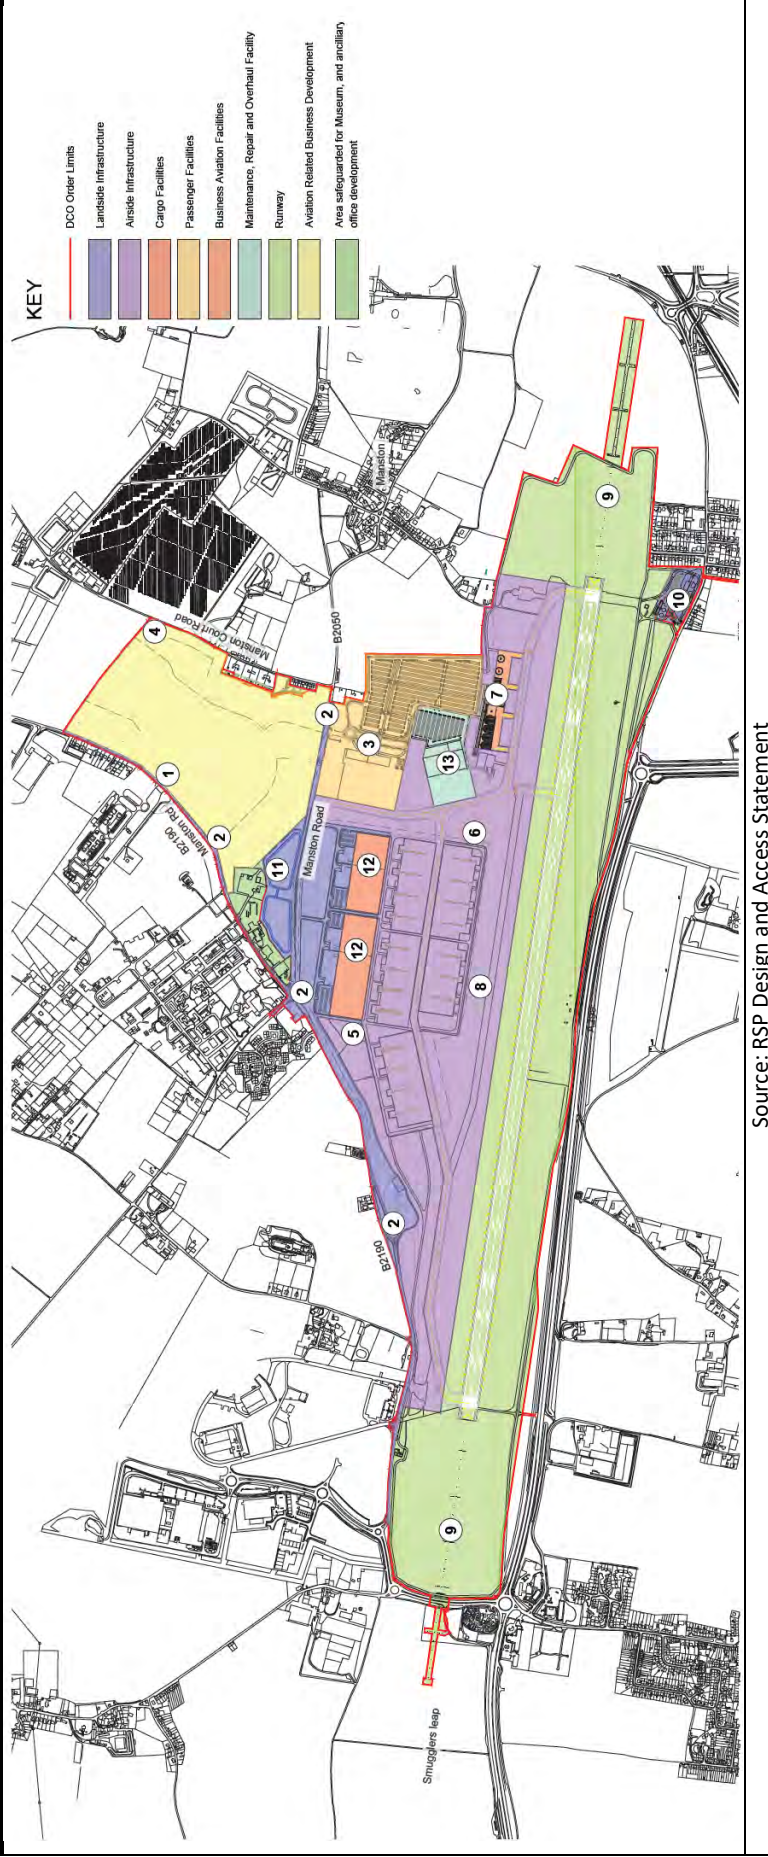 KEY
DCO Order Limits
Landside Infrastructure
Airside Infrastructure
Cargo Facilities
Passenger Facilities
Business Aviation Facilities
Maintenance, Repair and Overhaul Facility
Runway
Aviation Related Business Development
Area safeguarded for Museum, and ancilliary
office development
Smugglers leap
9
B2190
2
5
2
8
12
12
11
2
B2190
Manston Rd
1
Manston Road
6
13
3
2
7
B2050
4
Manston Court Road
10
9
Manston
Source: RSP Design and Access Statement